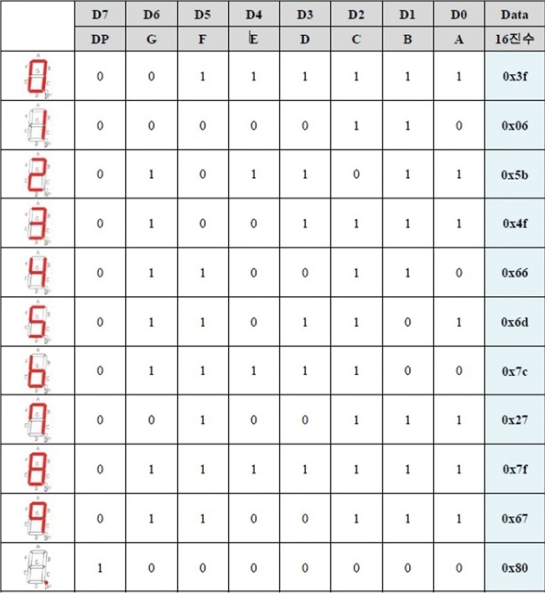 D7 D6 D5 D4 D3 D2 D1 D0 Data
DP G F E D C B A 16진수
0 0 1 1 1 1 1 1 0x3f
0 0 0 0 0 1 1 0 0x06
0 1 0 1 1 0 1 1 0x5b
0 1 0 0 1 1 1 1 0x4f
0 1 1 0 0 1 1 0 0x66
0 1 1 0 1 1 0 1 0x6d
0 1 1 1 1 1 0 0 0x7c
0 0 1 0 0 1 1 1 0x27
0 1 1 1 1 1 1 1 0x7f
0 1 1 0 0 1 1 1 0x67
1 0 0 0 0 0 0 0 0x80